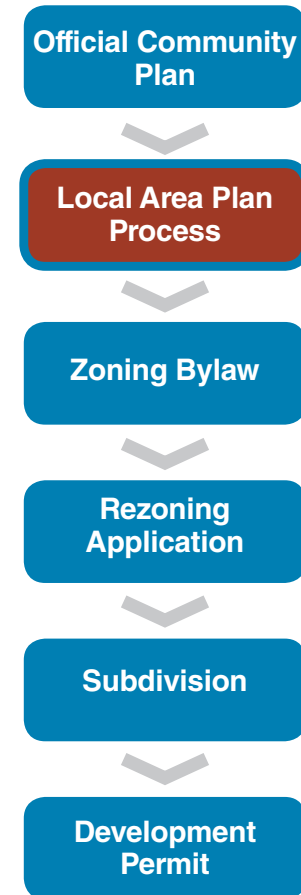 Official Community
Plan
Local Area Plan
Process
Zoning Bylaw
Rezoning
Application
Subdivision
Development
Permit